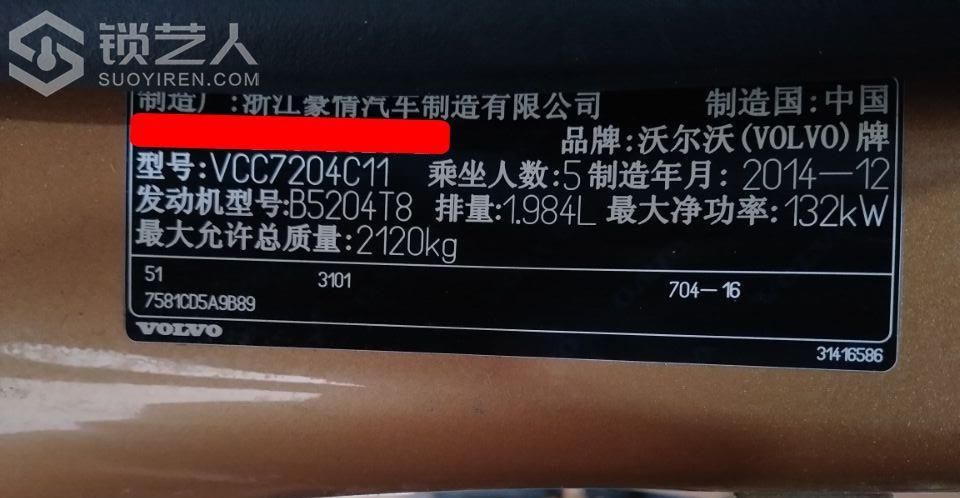 锁艺人
SUOYIREN.COM
制造厂:浙江豪情汽车制造有限公司 制造国:中国
品牌:沃尔沃(VOLVO)牌
型号:VCC7204C11 乘坐人数:5 制造年月:2014-12
发动机型号:B5204T8 排量:1.984L 最大净功率:132kW
最大允许总质量:2120kg
51 3101 704-16
7581CD5A9B89
VOLVO
31416586